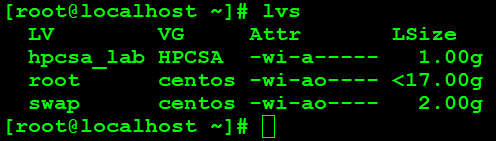 [root@localhost ~]# lvs
  LV        VG     Attr       LSize
  hpcsa_lab HPCSA  -wi-a-----   1.00g
  root      centos -wi-ao---- <17.00g
  swap      centos -wi-ao----   2.00g
[root@localhost ~]#